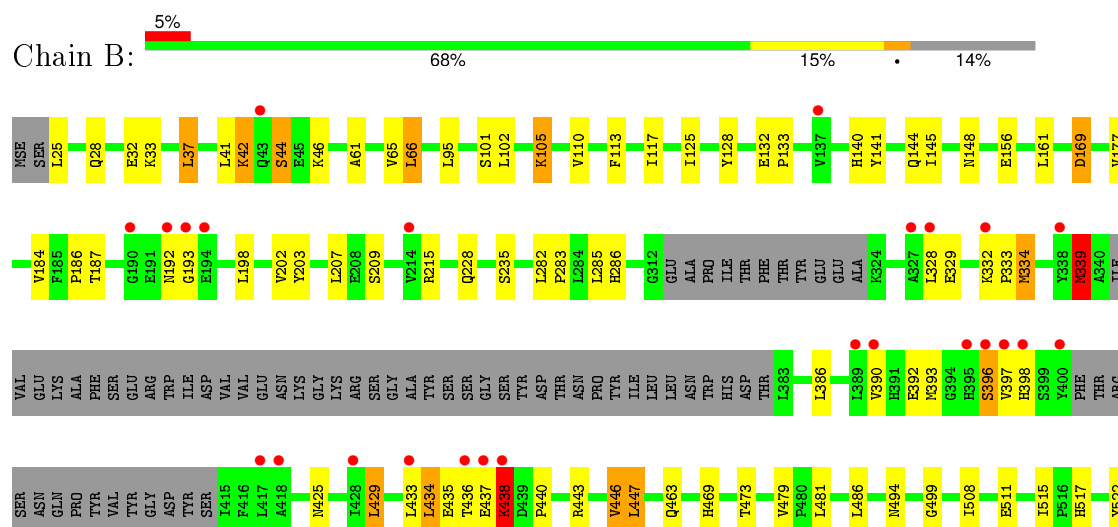 5%
Chain B:
68% 15% • 14%
MSE SER L25 Q28 E32 K33 L37 L41 K42 Q43 S44 E45 K46 A61 V65 L66 L95 S101 L102 K105 V110 F113 I117 I125 Y128 E132 P133 V137 H140 Y141 Q144 I145 N148 E156 L161 D169 V177
V184 F185 P186 T187 G190 E191 N192 G193 E194 L198 V202 Y203 L207 E208 S209 V214 R215 Q228 S235 L282 P283 L284 L285 H286 G312 GLU ALA PRO ILE THR PHE THR TYR GLU GLU ALA K324 A327 L328 E329 K332 P333 M334 Y338 M339 A340 ILE
VAL GLU LYS ALA PHE SER GLU ARG TRP ILE ASP VAL VAL GLU ASN LYS GLY LYS ARG SER GLY ALA TYR SER SER GLY SER TYR ASP THR ASN PRO TYR ILE LEU LEU ASN TRP HIS ASP THR L383 L386 L389 V390 H391 E392 M393 G394 H395 S396 V397 H398 S399 Y400 PHE THR ARG
SER ASN GLN PRO TYR VAL TYR GLY ASP TYR SER I415 F416 L417 A418 N425 I428 L429 L433 L434 E435 T436 E437 K438 D439 P440 R443 V446 L447 Q463 H469 T473 V479 P480 L481 L486 N494 G499 I508 E511 I515 P516 H517